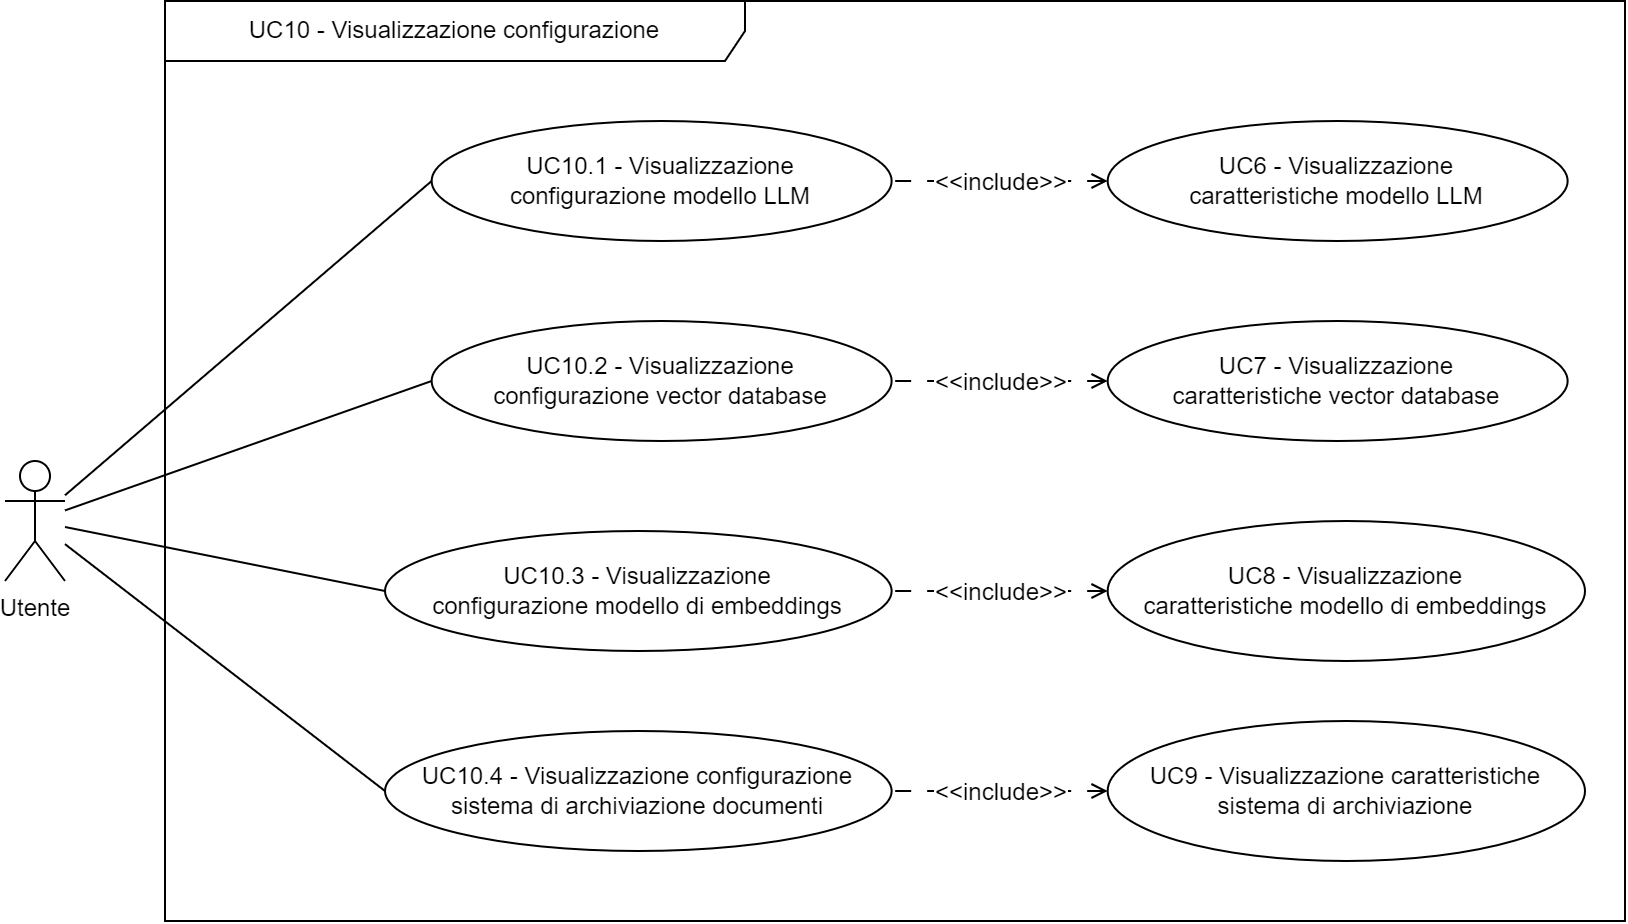 UC10 - Visualizzazione configurazione
UC10.1 - Visualizzazione
configurazione modello LLM
<<include>>
UC6 - Visualizzazione
caratteristiche modello LLM
UC10.2 - Visualizzazione
configurazione vector database
<<include>>
UC7 - Visualizzazione
caratteristiche vector database
Utente
UC10.3 - Visualizzazione
configurazione modello di embeddings
<<include>>
UC8 - Visualizzazione
caratteristiche modello di embeddings
UC10.4 - Visualizzazione configurazione
sistema di archiviazione documenti
<<include>>
UC9 - Visualizzazione caratteristiche
sistema di archiviazione